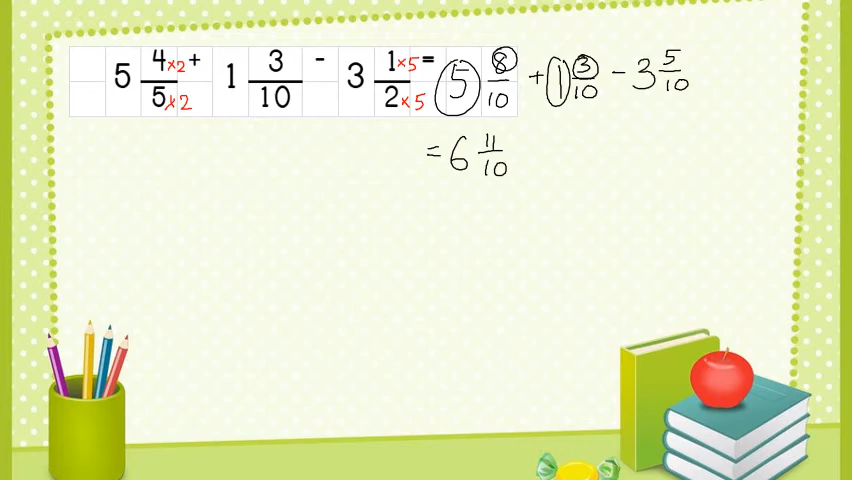 5 4×2/5×2 + 1 3/10 - 3 1×5/2×5 = 5 8/10 + 1 3/10 - 3 5/10
= 6 11/10